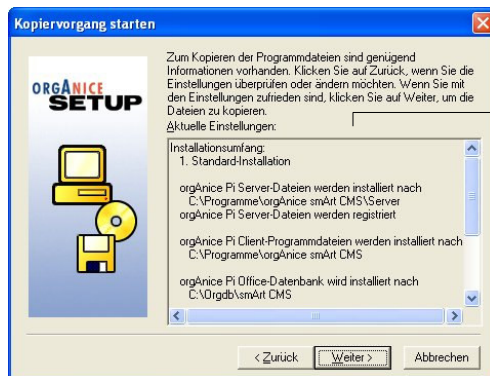 Kopiervorgang starten
Zum Kopieren der Programmdateien sind genügend
Informationen vorhanden. Klicken Sie auf Zurück, wenn Sie die
Einstellungen überprüfen oder ändern möchten. Wenn Sie mit
den Einstellungen zufrieden sind, klicken Sie auf Weiter, um die
Dateien zu kopieren.
ORGANICE
SETUP
Aktuelle Einstellungen:
Installationsumfang:
1. Standard-Installation
orgAnice Pi Server-Dateien werden installiert nach
C:\Programme\orgAnice smArt CMS\Server
orgAnice Pi Server-Dateien werden registriert
orgAnice Pi Client-Programmdateien werden installiert nach
C:\Programme\orgAnice smArt CMS
orgAnice Pi Office-Datenbank wird installiert nach
C:\Orgdb\smArt CMS
< Zurück
Weiter >
Abbrechen